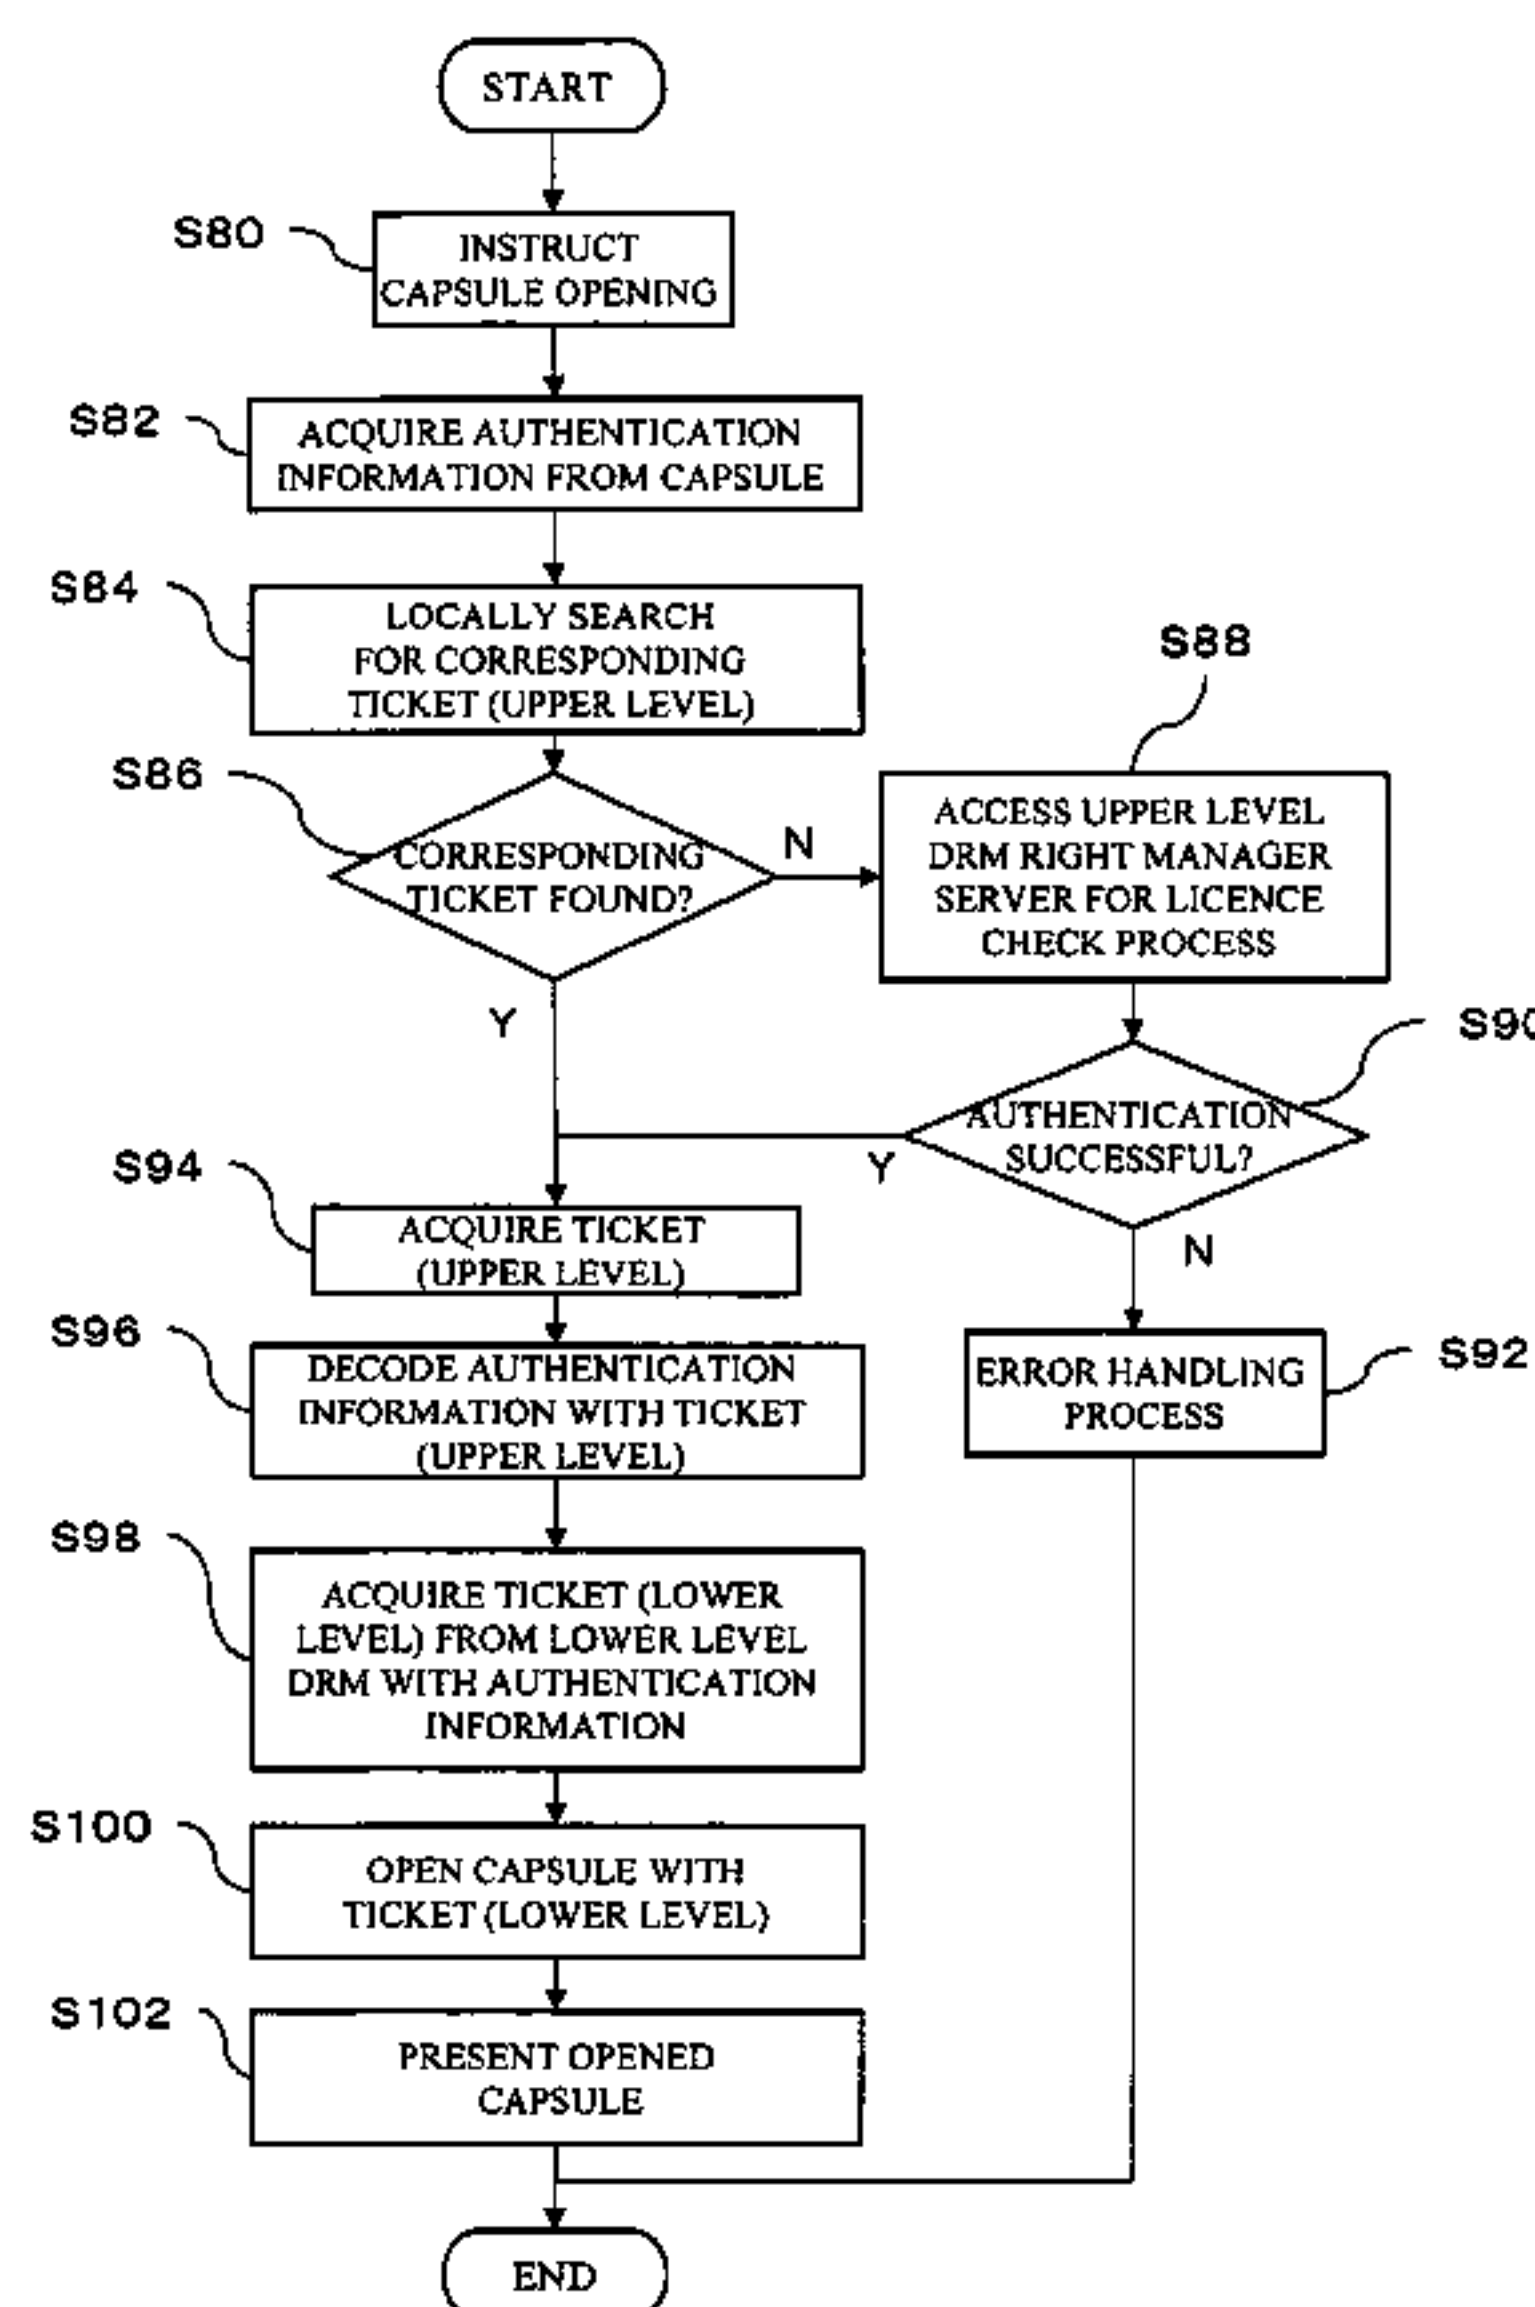 START
S80
INSTRUCT
CAPSULE OPENING
S82
ACQUIRE AUTHENTICATION
INFORMATION FROM CAPSULE
S84
LOCALLY SEARCH
FOR CORRESPONDING
TICKET (UPPER LEVEL)
S86
CORRESPONDING
TICKET FOUND?
N
Y
S88
ACCESS UPPER LEVEL
DRM RIGHT MANAGER
SERVER FOR LICENCE
CHECK PROCESS
S90
AUTHENTICATION
SUCCESSFUL?
Y
N
S92
ERROR HANDLING
PROCESS
S94
ACQUIRE TICKET
(UPPER LEVEL)
S96
DECODE AUTHENTICATION
INFORMATION WITH TICKET
(UPPER LEVEL)
S98
ACQUIRE TICKET (LOWER
LEVEL) FROM LOWER LEVEL
DRM WITH AUTHENTICATION
INFORMATION
S100
OPEN CAPSULE WITH
TICKET (LOWER LEVEL)
S102
PRESENT OPENED
CAPSULE
END